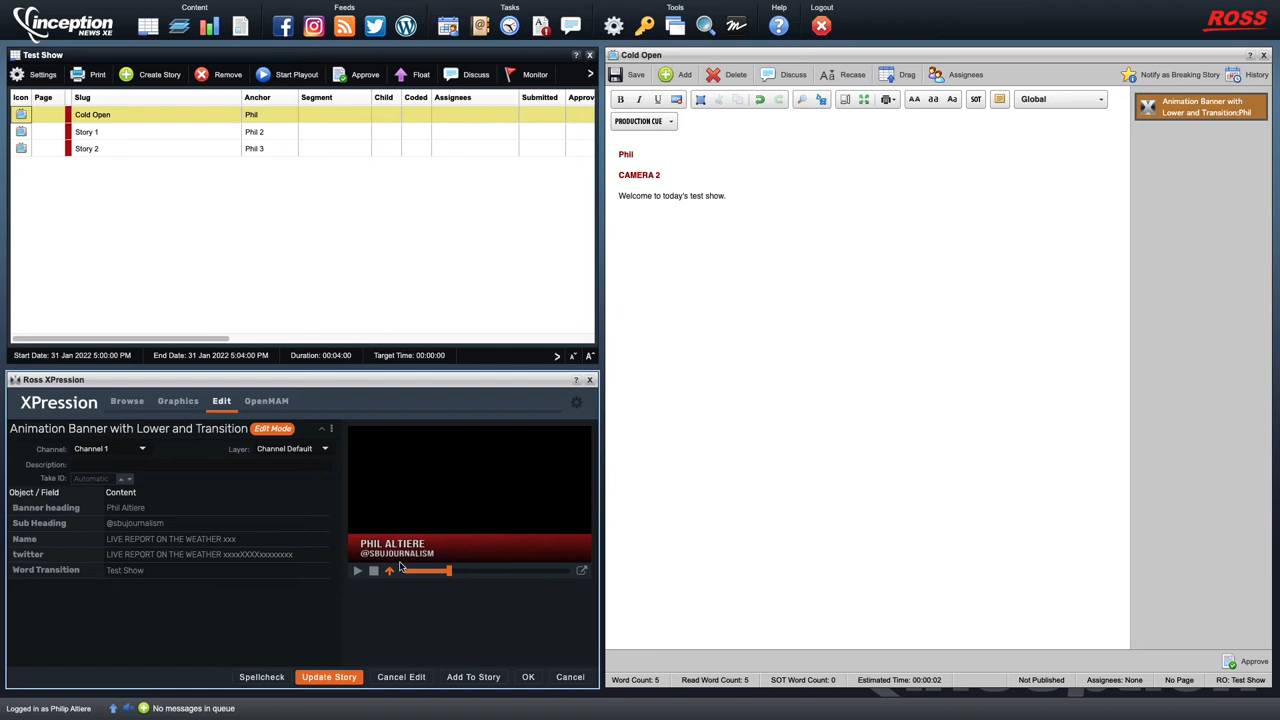 inception
NEWS XE
Content
Feeds
Tasks
Tools
Help
Logout
ROSS
Test Show
Settings
Print
Create Story
Remove
Start Playout
Approve
Float
Discuss
Monitor
Icon Page Slug Anchor Segment Child Coded Assignees Submitted Approv
Cold Open Phil
Story 1 Phil 2
Story 2 Phil 3
Start Date: 31 Jan 2022 5:00:00 PM End Date: 31 Jan 2022 5:04:00 PM Duration: 00:04:00 Target Time: 00:00:00
Ross XPression
XPression Browse Graphics Edit OpenMAM
Animation Banner with Lower and Transition Edit Mode
Channel: Channel 1 Layer: Channel Default
Description:
Take ID: Automatic
Object / Field Content
Banner heading Phil Altiere
Sub Heading @sbujournalism
Name LIVE REPORT ON THE WEATHER xxx
twitter LIVE REPORT ON THE WEATHER xxxxXXXXxxxxxxxx
Word Transition Test Show
PHIL ALTIERE
@SBUJOURNALISM
Spellcheck Update Story Cancel Edit Add To Story OK Cancel
Cold Open
Save Add Delete Discuss Recase Drag Assignees Notify as Breaking Story History
B I U AA aa Aa SOT Global
PRODUCTION CUE
Phil
CAMERA 2
Welcome to today's test show.
Animation Banner with
Lower and Transition:Phil
Approve
Word Count: 5 Read Word Count: 5 SOT Word Count: 0 Estimated Time: 00:00:02 Not Published Assignees: None No Page RO: Test Show
Logged in as Philip Altiere No messages in queue